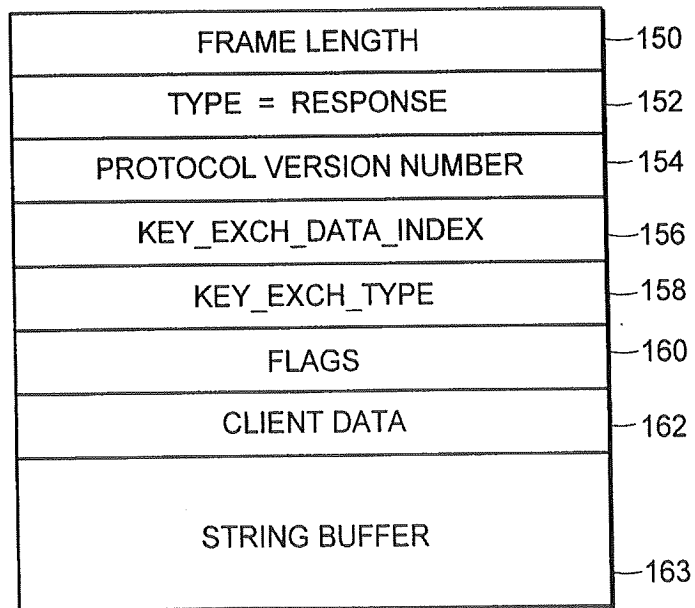 FRAME LENGTH 150
TYPE = RESPONSE 152
PROTOCOL VERSION NUMBER 154
KEY_EXCH_DATA_INDEX 156
KEY_EXCH_TYPE 158
FLAGS 160
CLIENT DATA 162
STRING BUFFER 163